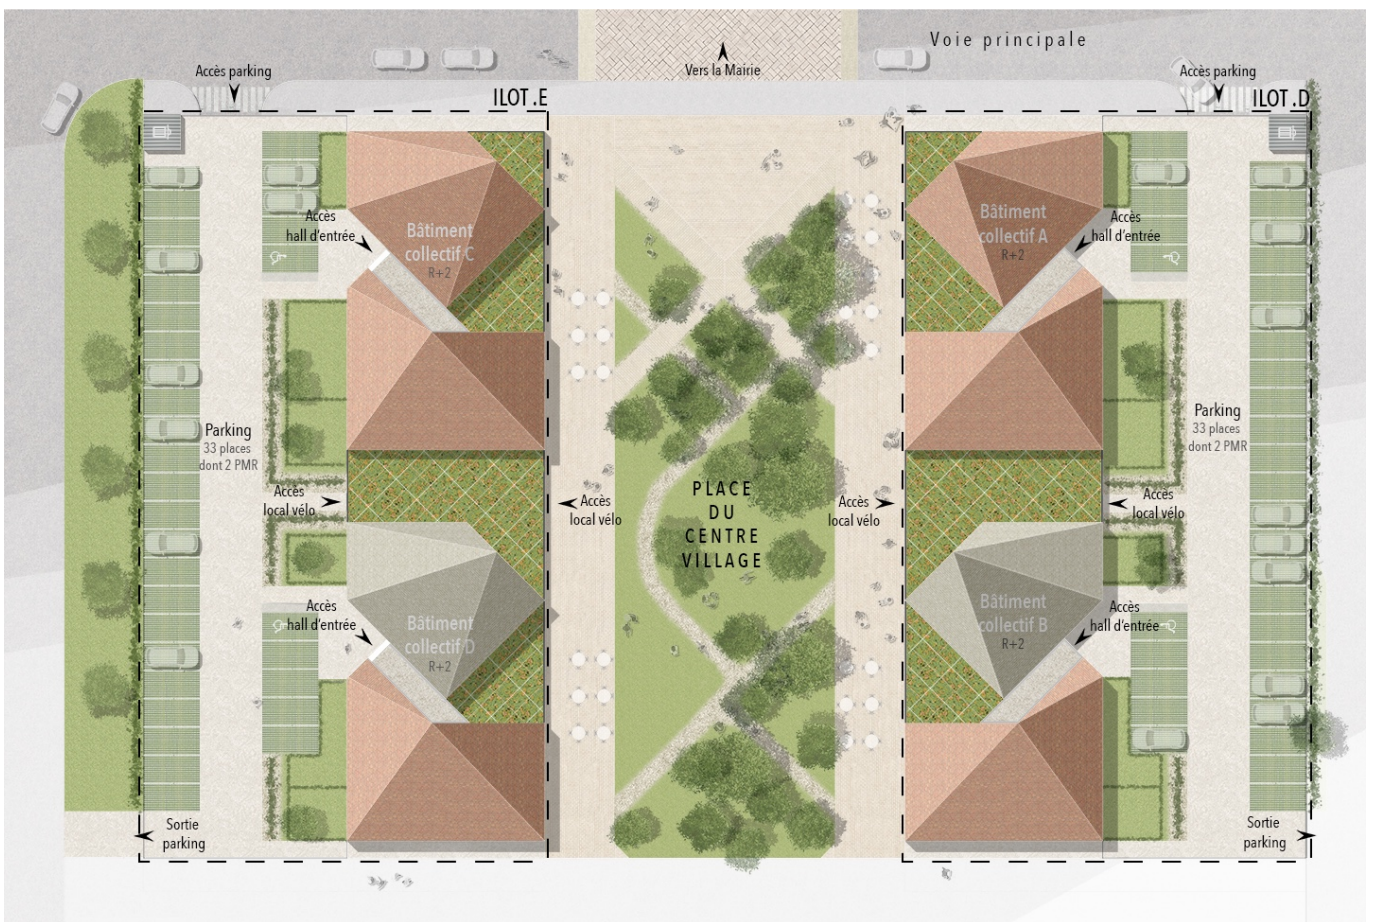 Voie principale
Accès parking
Vers la Mairie
Accès parking
ILOT.E
ILOT.D
Accès
hall d'entrée
Bâtiment
collectif C
R+2
Bâtiment
collectif A
R+2
Accès
hall d'entrée
Parking
33 places
dont 2 PMR
Parking
33 places
dont 2 PMR
Accès
local vélo
Accès
local vélo
PLACE
DU
CENTRE
VILLAGE
Accès
local vélo
Accès
local vélo
Accès
hall d'entrée
Bâtiment
collectif D
R+2
Bâtiment
collectif B
R+2
Accès
hall d'entrée
Sortie
parking
Sortie
parking